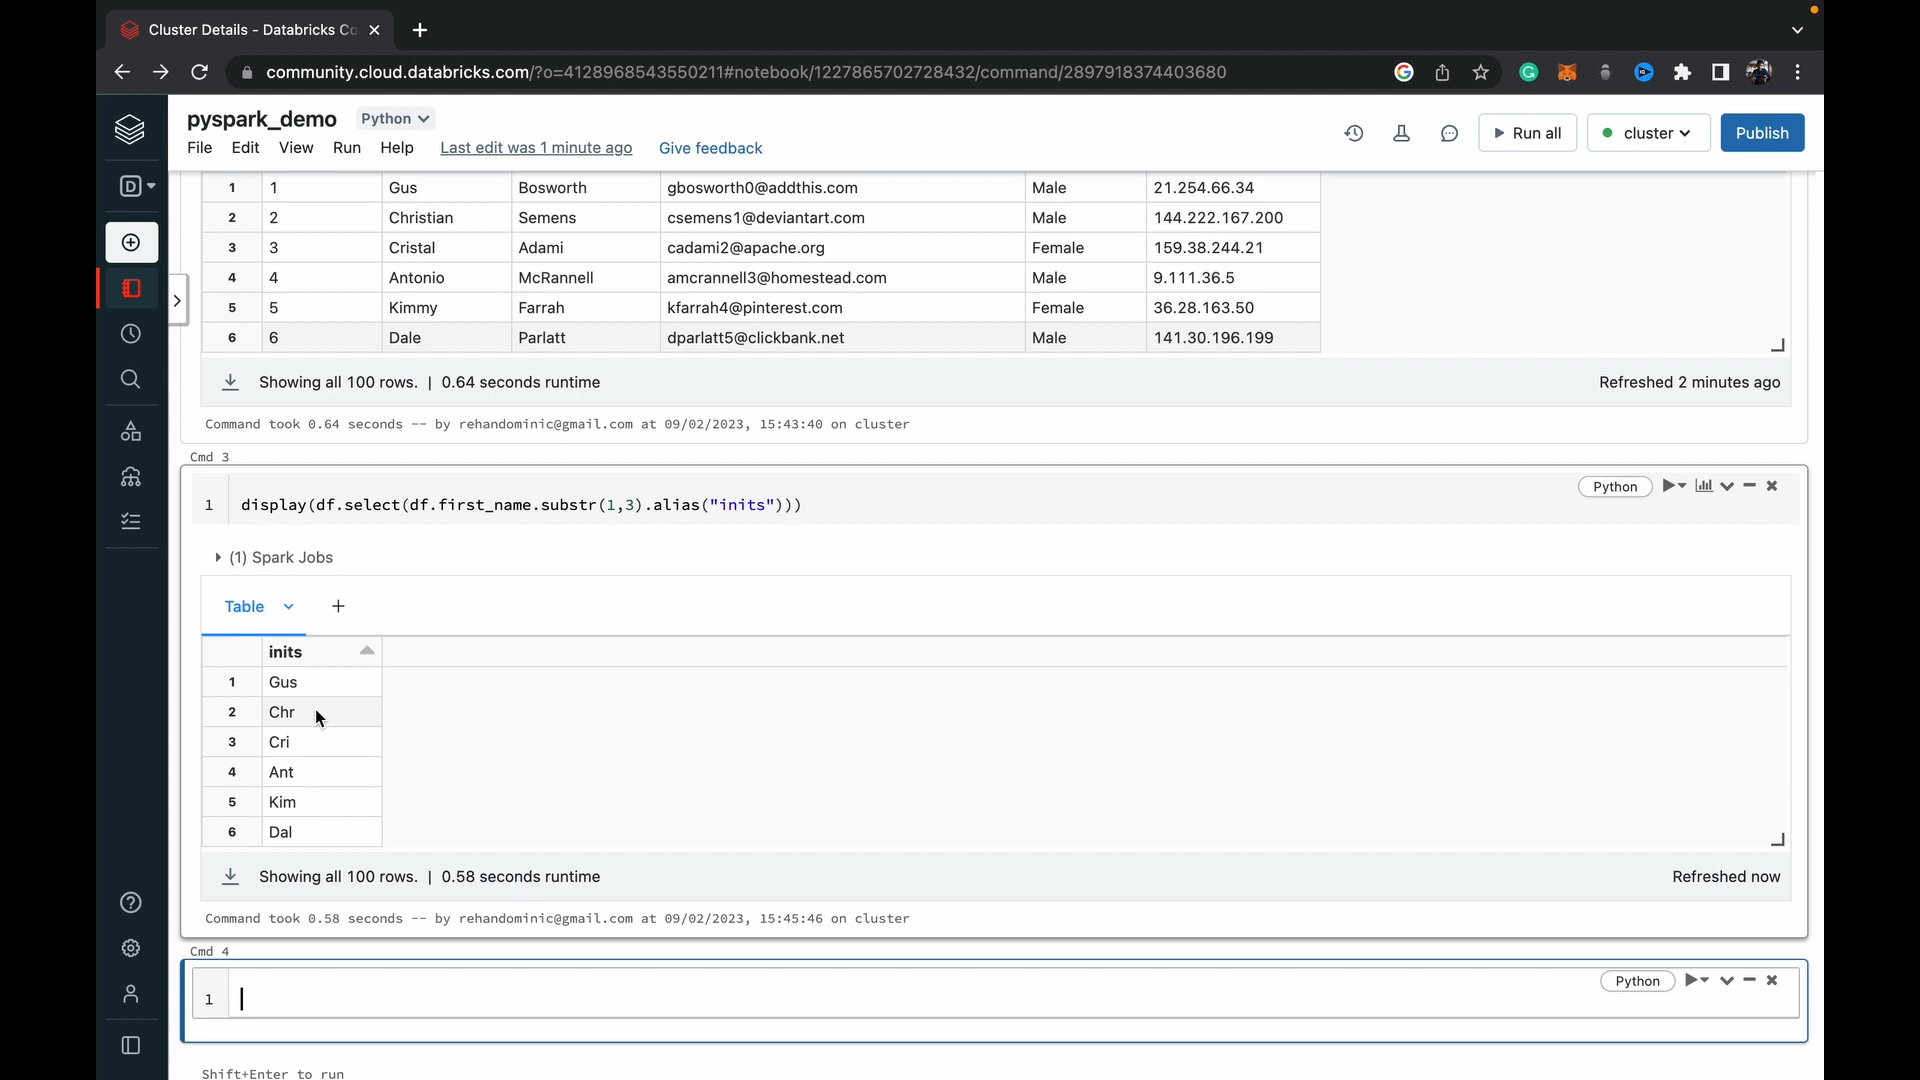 Cluster Details - Databricks Co
community.cloud.databricks.com/?o=4128968543550211#notebook/1227865702728432/command/2897918374403680
pyspark_demo Python
File Edit View Run Help Last edit was 1 minute ago Give feedback
Run all cluster Publish
D
1 1 Gus Bosworth gbosworth0@addthis.com Male 21.254.66.34
2 2 Christian Semens csemens1@deviantart.com Male 144.222.167.200
3 3 Cristal Adami cadami2@apache.org Female 159.38.244.21
4 4 Antonio McRannell amcrannell3@homestead.com Male 9.111.36.5
5 5 Kimmy Farrah kfarrah4@pinterest.com Female 36.28.163.50
6 6 Dale Parlatt dparlatt5@clickbank.net Male 141.30.196.199
Showing all 100 rows. | 0.64 seconds runtime Refreshed 2 minutes ago
Command took 0.64 seconds -- by rehandominic@gmail.com at 09/02/2023, 15:43:40 on cluster
Cmd 3
Python
1 display(df.select(df.first_name.substr(1,3).alias("inits")))
(1) Spark Jobs
Table +
inits
1 Gus
2 Chr
3 Cri
4 Ant
5 Kim
6 Dal
Showing all 100 rows. | 0.58 seconds runtime Refreshed now
Command took 0.58 seconds -- by rehandominic@gmail.com at 09/02/2023, 15:45:46 on cluster
Cmd 4
Python
1
Shift+Enter to run